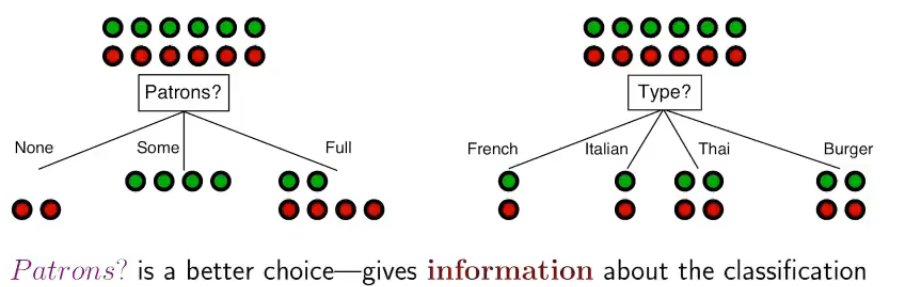 Patrons?
None
Some
Full
Type?
French
Italian
Thai
Burger
Patrons? is a better choice—gives information about the classification